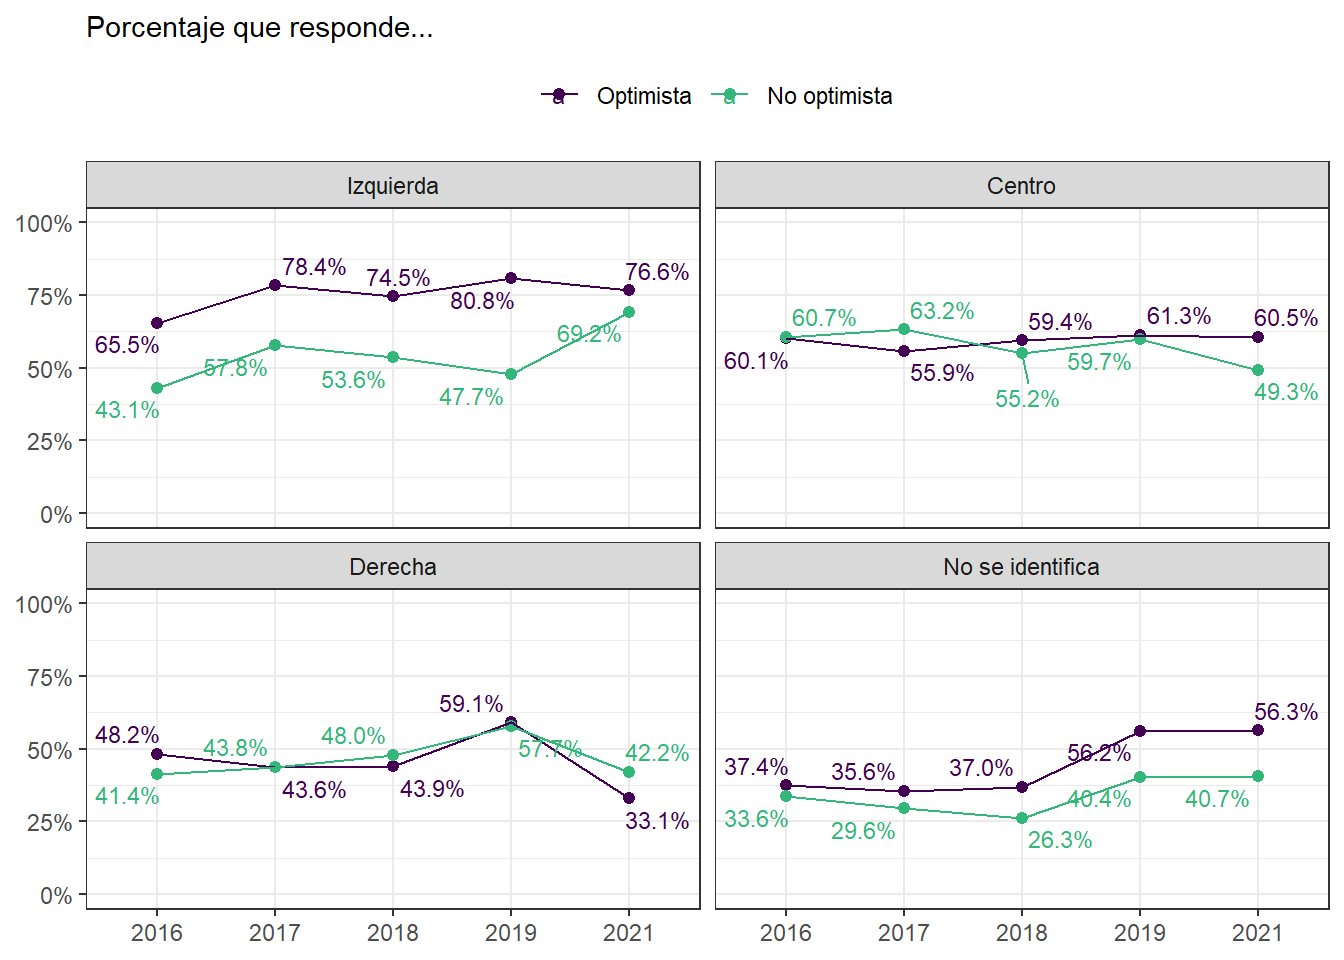 Porcentaje que responde...
a Optimista a No optimista
Izquierda Centro
100%
75%
50%
25%
0%
78.4% 74.5% 76.6%
80.8%
65.5% 69.2%
57.8% 53.6% 47.7%
43.1%
60.7% 63.2% 59.4% 61.3% 60.5%
60.1% 55.9% 59.7%
55.2% 49.3%
Derecha No se identifica
100%
75%
50%
25%
0%
59.1%
48.2% 43.8% 48.0% 57.7% 42.2%
41.4% 43.6% 43.9% 33.1%
56.3%
37.4% 35.6% 37.0% 56.2%
33.6% 29.6% 26.3% 40.4% 40.7%
2016 2017 2018 2019 2021 2016 2017 2018 2019 2021